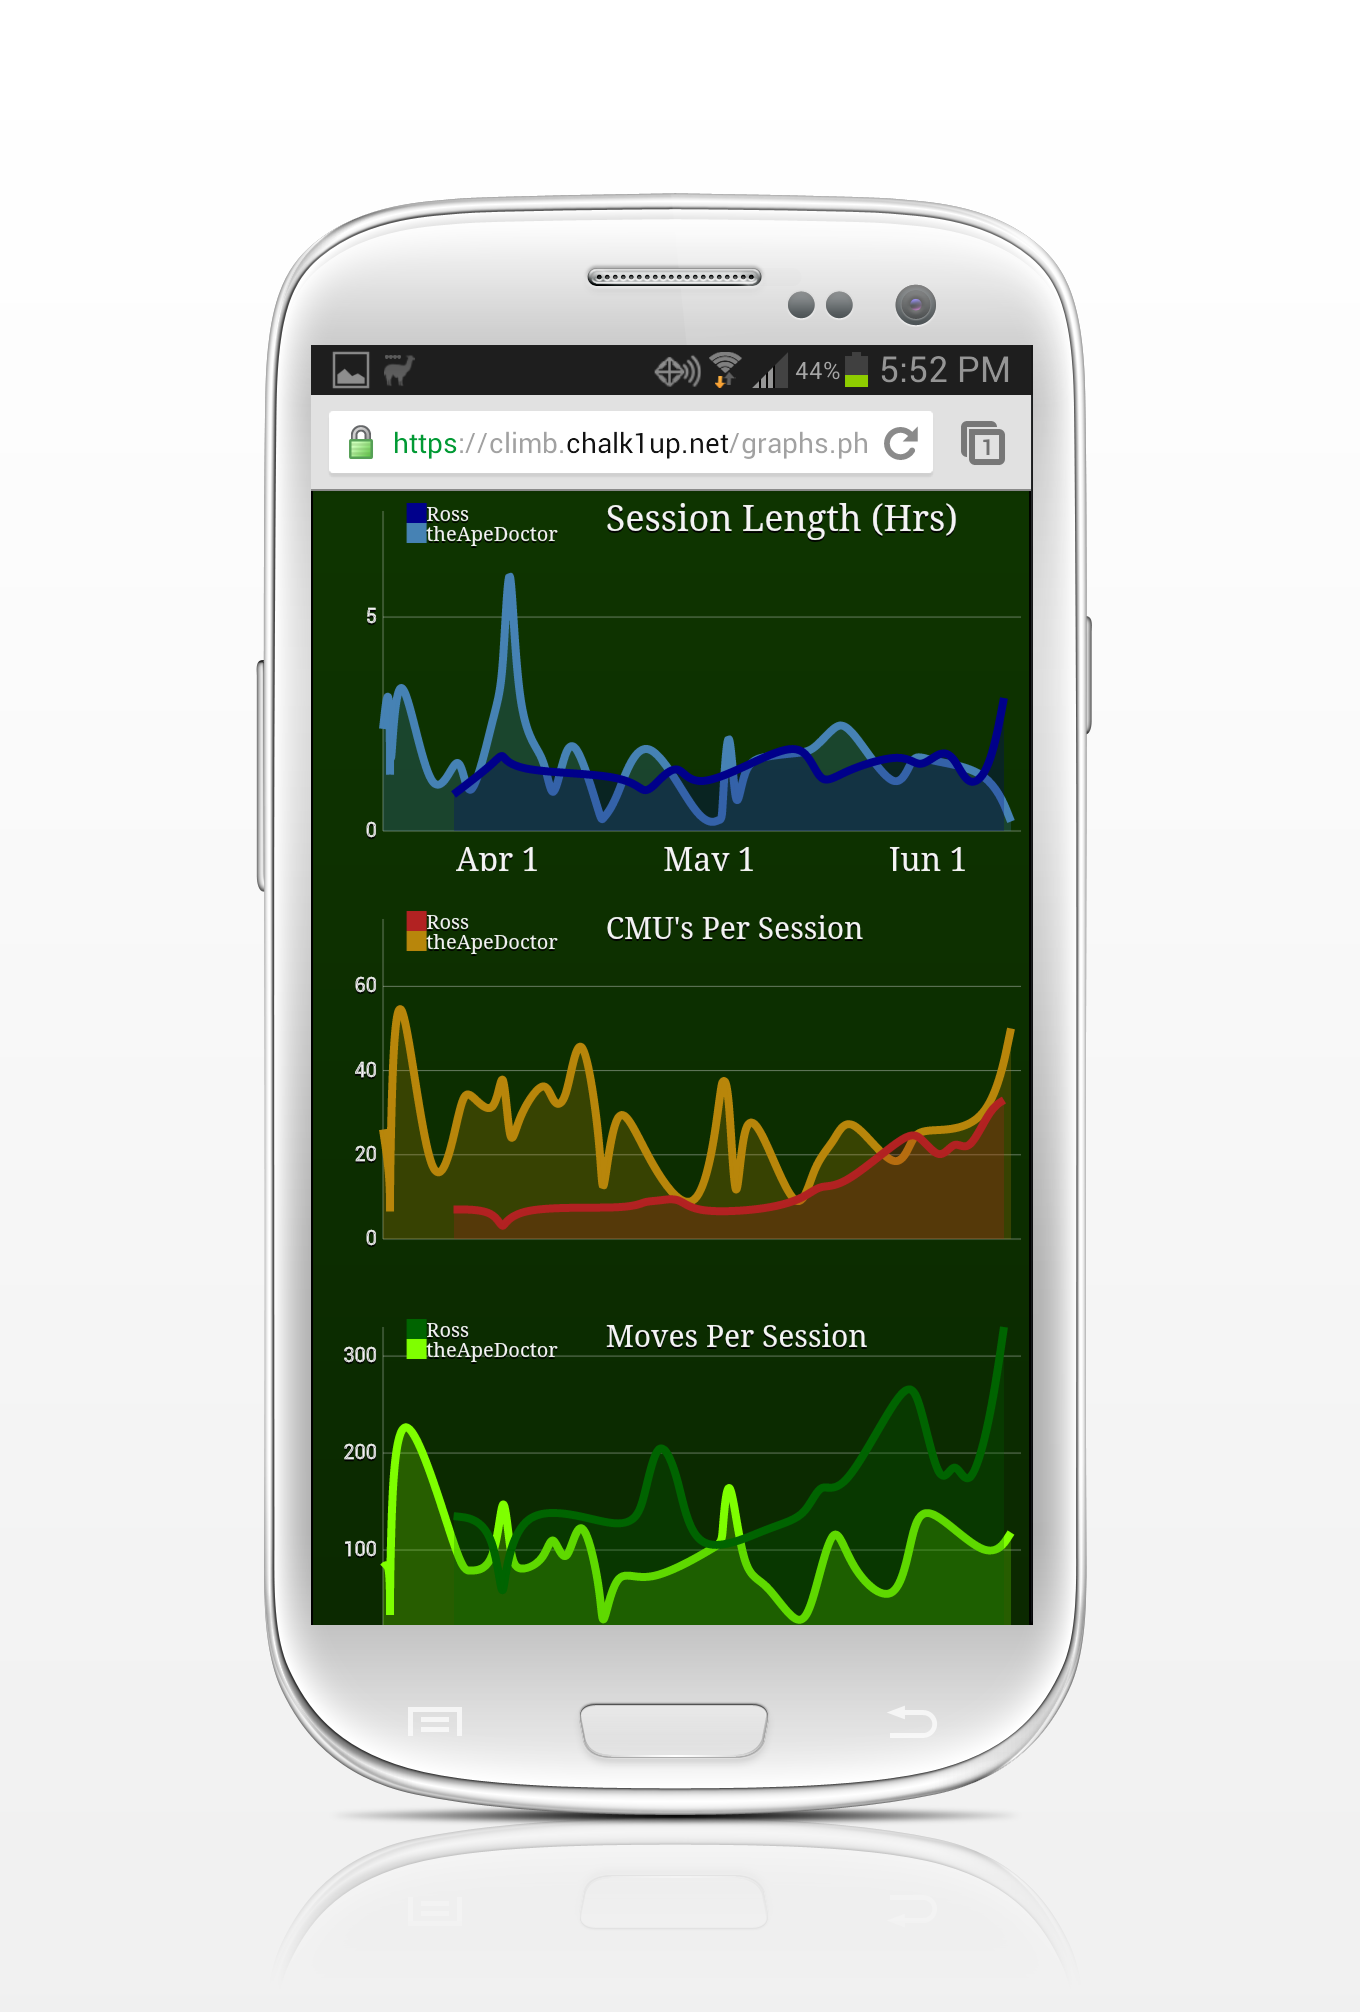 44% 5:52 PM
https://climb.chalk1up.net/graphs.ph
1
Ross
theApeDoctor
Session Length (Hrs)
5
0
Apr 1 May 1 Jun 1
Ross
theApeDoctor
CMU's Per Session
60
40
20
0
Ross
theApeDoctor
Moves Per Session
300
200
100